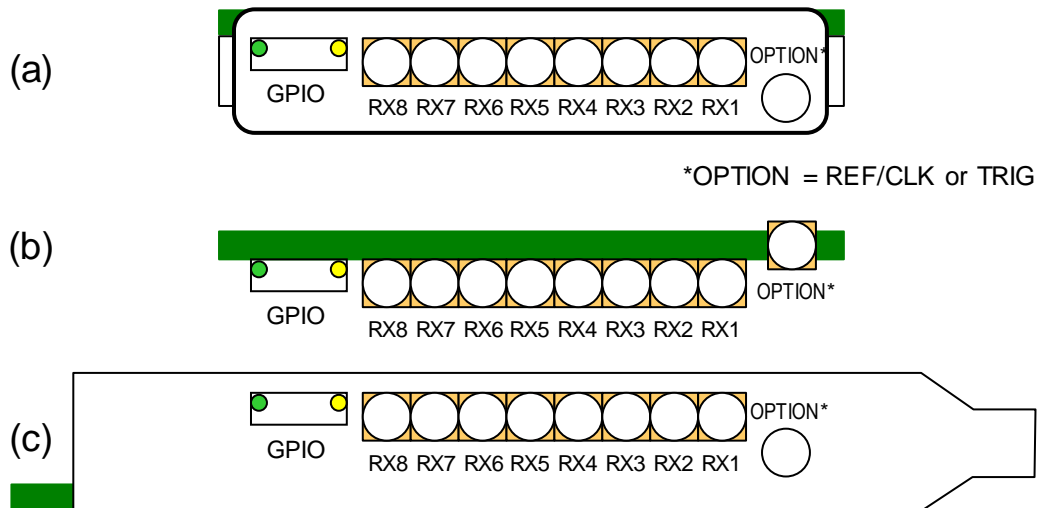 (a)
OPTION*
GPIO
RX8 RX7 RX6 RX5 RX4 RX3 RX2 RX1
*OPTION = REF/CLK or TRIG
(b)
OPTION*
GPIO
RX8 RX7 RX6 RX5 RX4 RX3 RX2 RX1
(c)
OPTION*
GPIO
RX8 RX7 RX6 RX5 RX4 RX3 RX2 RX1